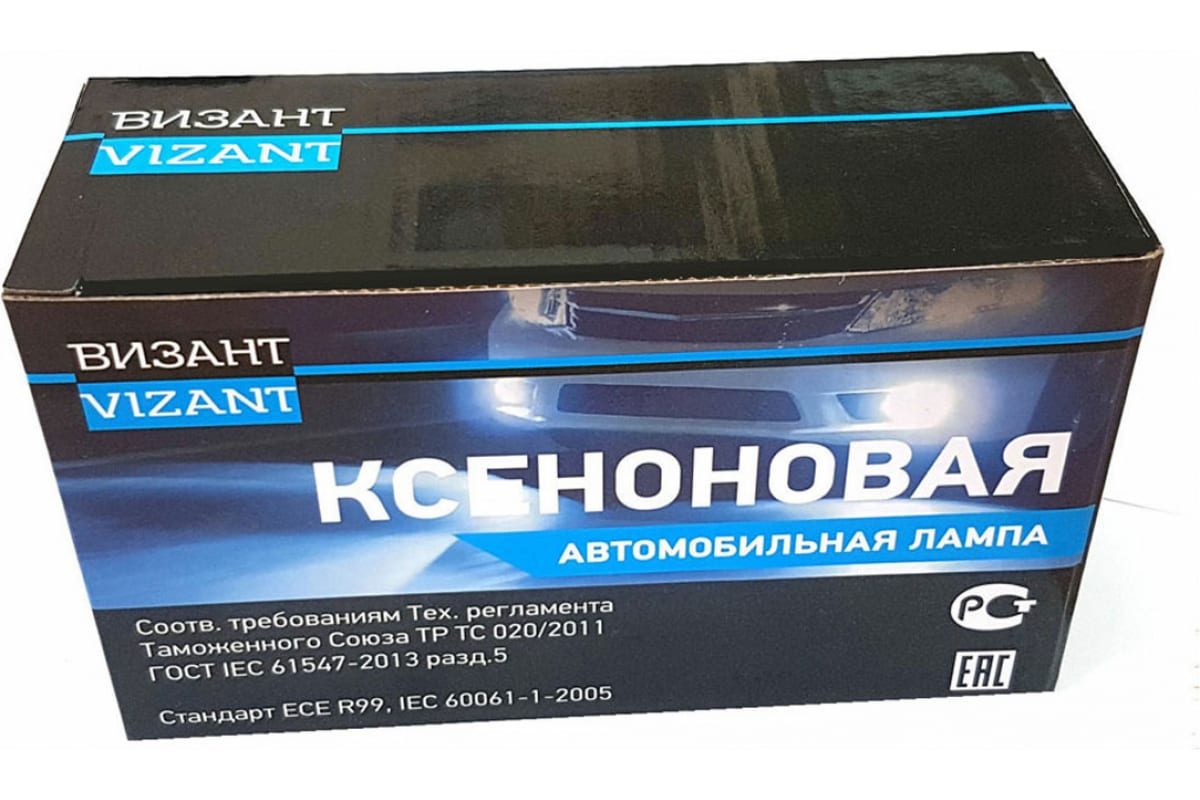 ВИЗАНТ
VIZANT
ВИЗАНТ
VIZANT
КСЕНОНОВАЯ
АВТОМОБИЛЬНАЯ ЛАМПА
Соотв. требованиям Тех. регламента
Таможенного Союза ТР ТС 020/2011
ГОСТ IEC 61547-2013 разд.5
Стандарт ECE R99, IEC 60061-1-2005
РСТ
ЕАС